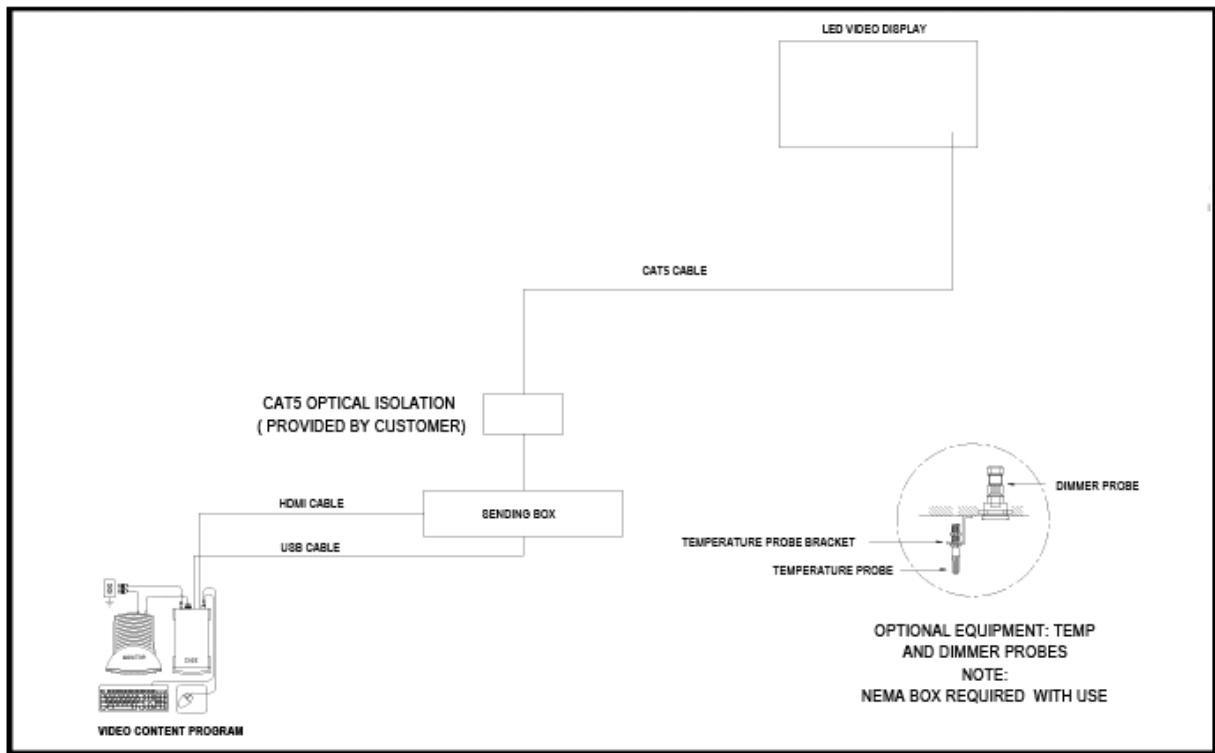 LED VIDEO DISPLAY
CAT5 CABLE
CAT5 OPTICAL ISOLATION
( PROVIDED BY CUSTOMER)
HDMI CABLE
SENDING BOX
USB CABLE
DIMMER PROBE
TEMPERATURE PROBE BRACKET
TEMPERATURE PROBE
MONITOR
OPTIONAL EQUIPMENT: TEMP
AND DIMMER PROBES
NOTE:
NEMA BOX REQUIRED WITH USE
VIDEO CONTENT PROGRAM